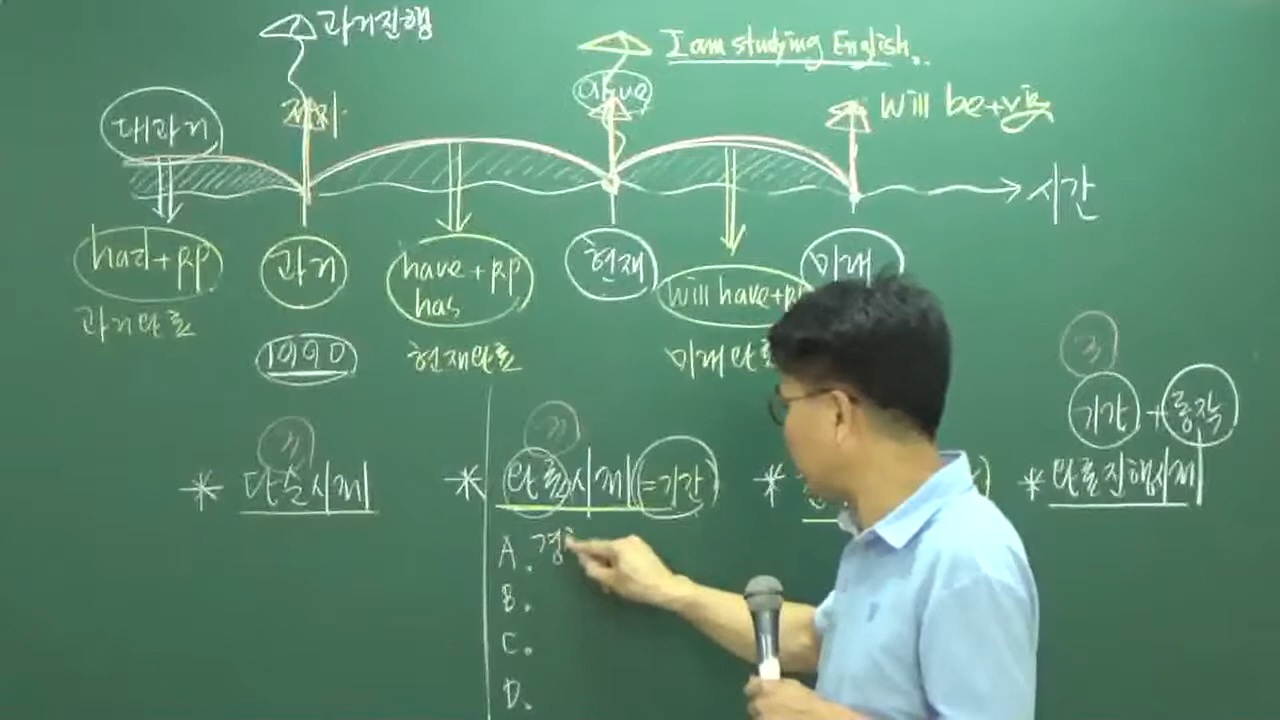 과거진행
I am studying English..
will be+ving
대과거
시간
had+pp
과거
have+pp
has
현재
will have+p
미래
과거완료
1990
현재완료
미래완
③
기간+동작
* 단순시제
* 완료시제(=기간)
*
* 완료진행시제
A. 경
B.
C.
D.